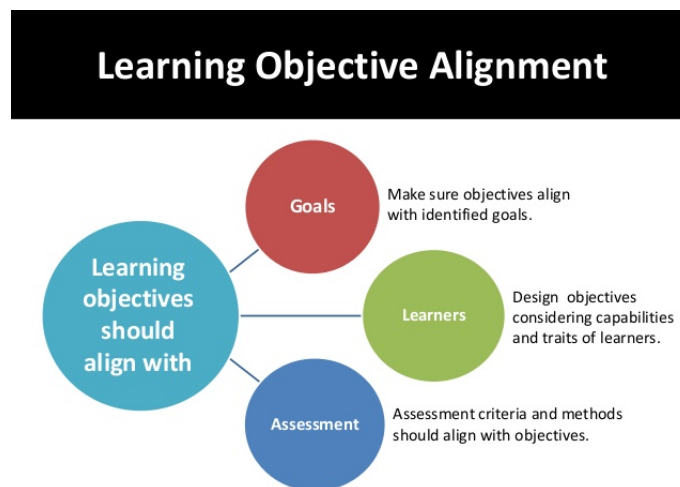 Learning Objective Alignment
Learning
objectives
should
align with
Goals
Make sure objectives align
with identified goals.
Learners
Design objectives
considering capabilities
and traits of learners.
Assessment
Assessment criteria and methods
should align with objectives.